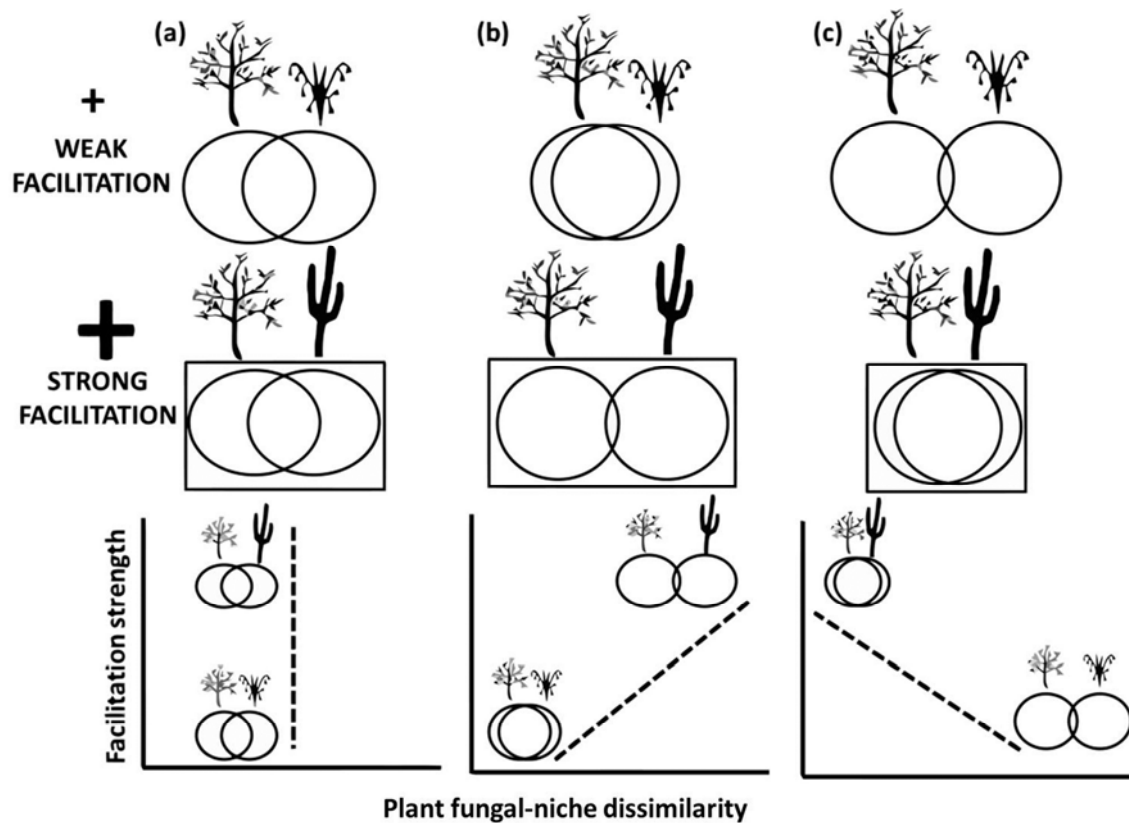 (a)
(b)
(c)
+
WEAK
FACILITATION
+
STRONG
FACILITATION
Facilitation strength
Plant fungal-niche dissimilarity